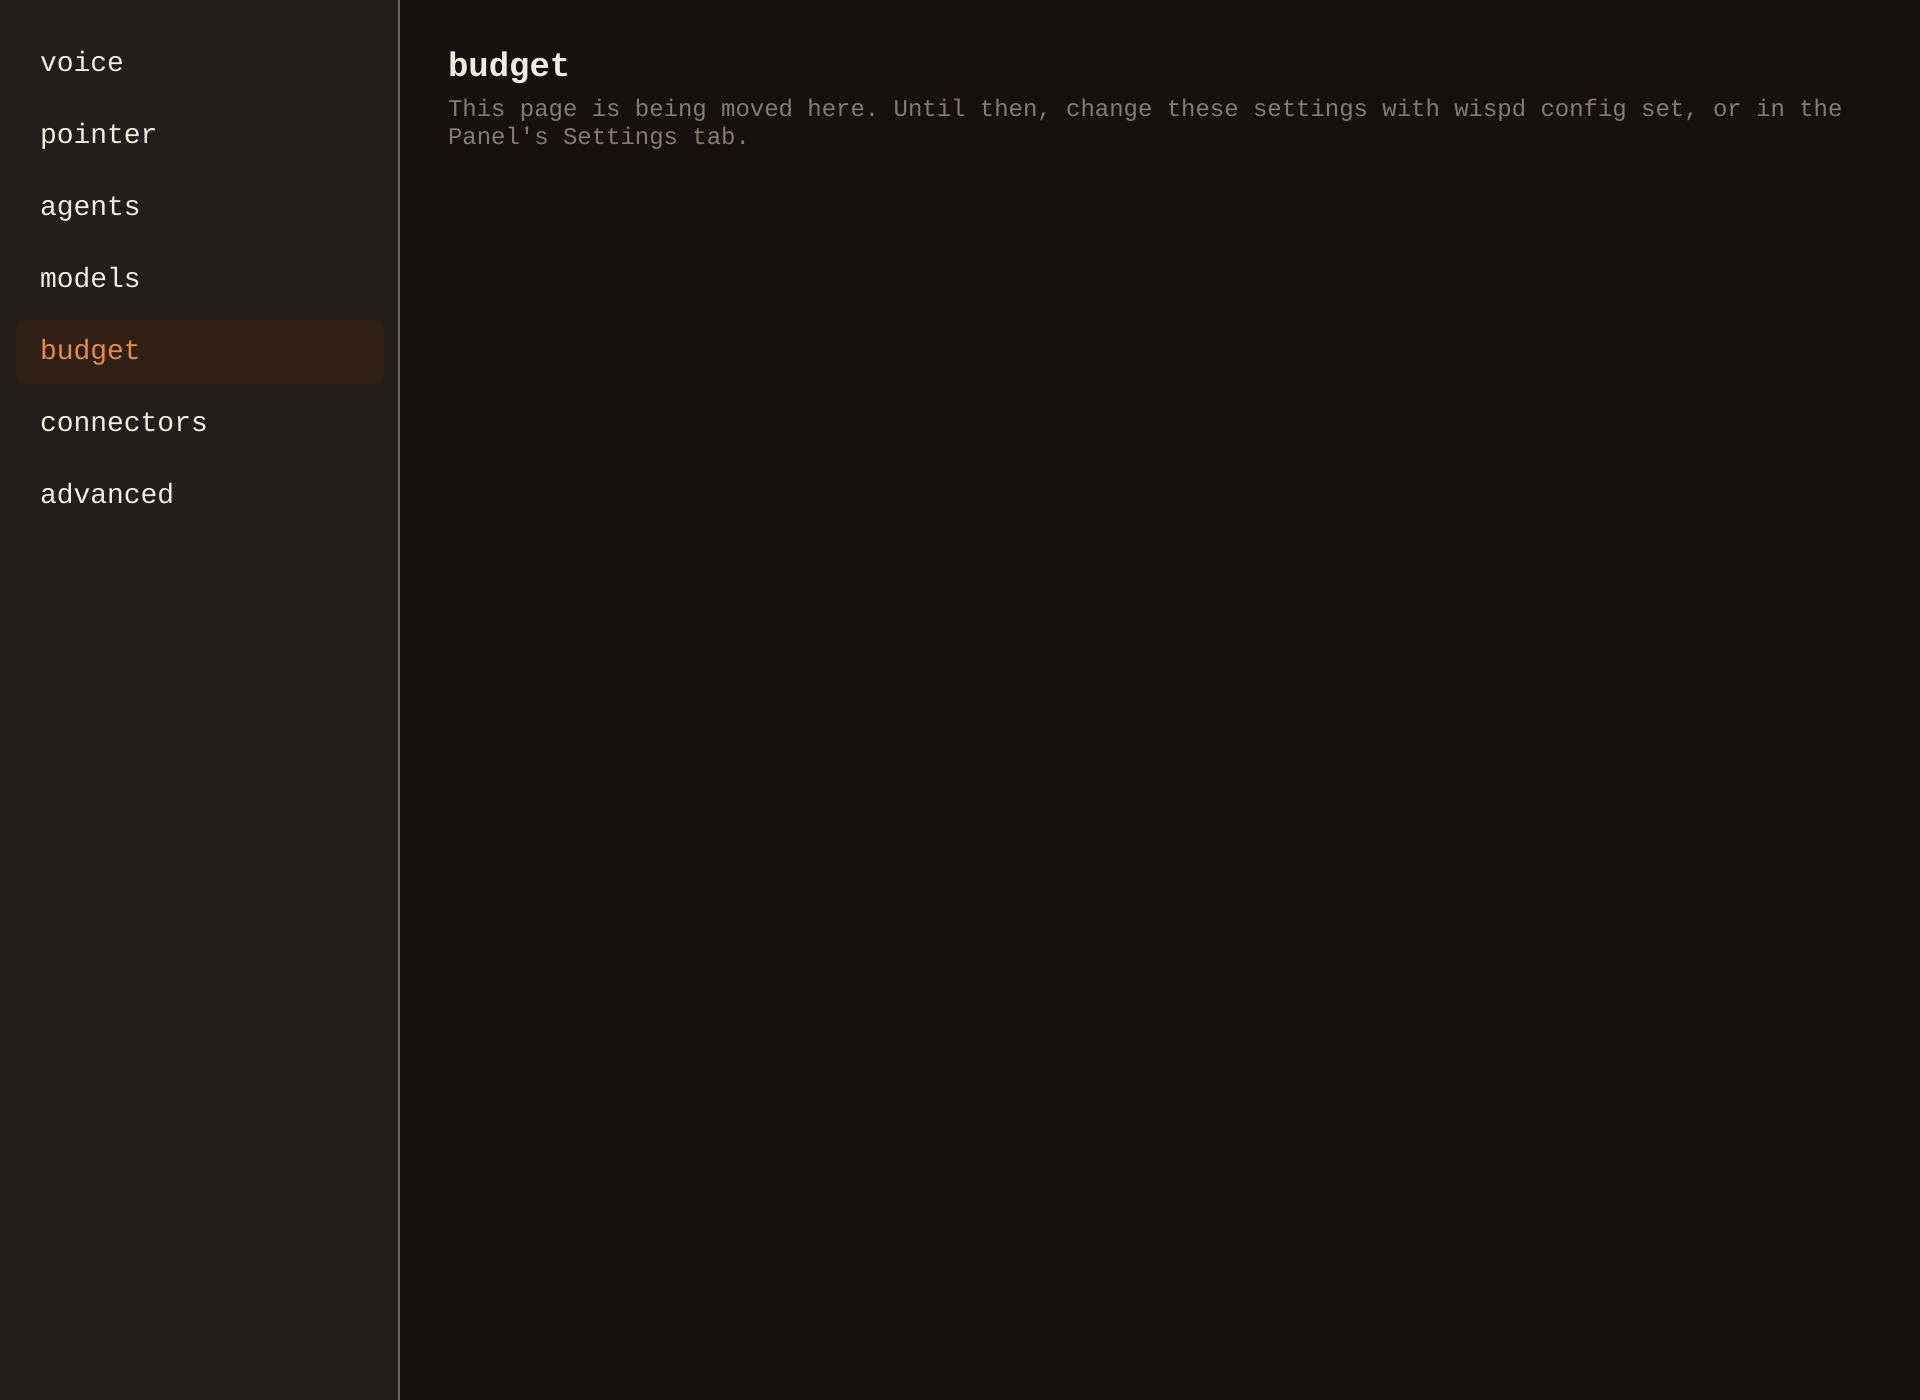 voice
pointer
agents
models
budget
connectors
advanced
budget
This page is being moved here. Until then, change these settings with wispd config set, or in the
Panel's Settings tab.